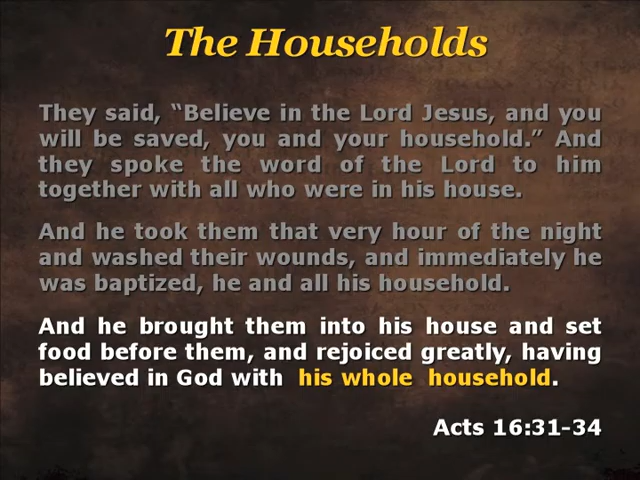 The Households
They said, “Believe in the Lord Jesus, and you
will be saved, you and your household.” And
they spoke the word of the Lord to him
together with all who were in his house.
And he took them that very hour of the night
and washed their wounds, and immediately he
was baptized, he and all his household.
And he brought them into his house and set
food before them, and rejoiced greatly, having
believed in God with his whole household.
Acts 16:31-34